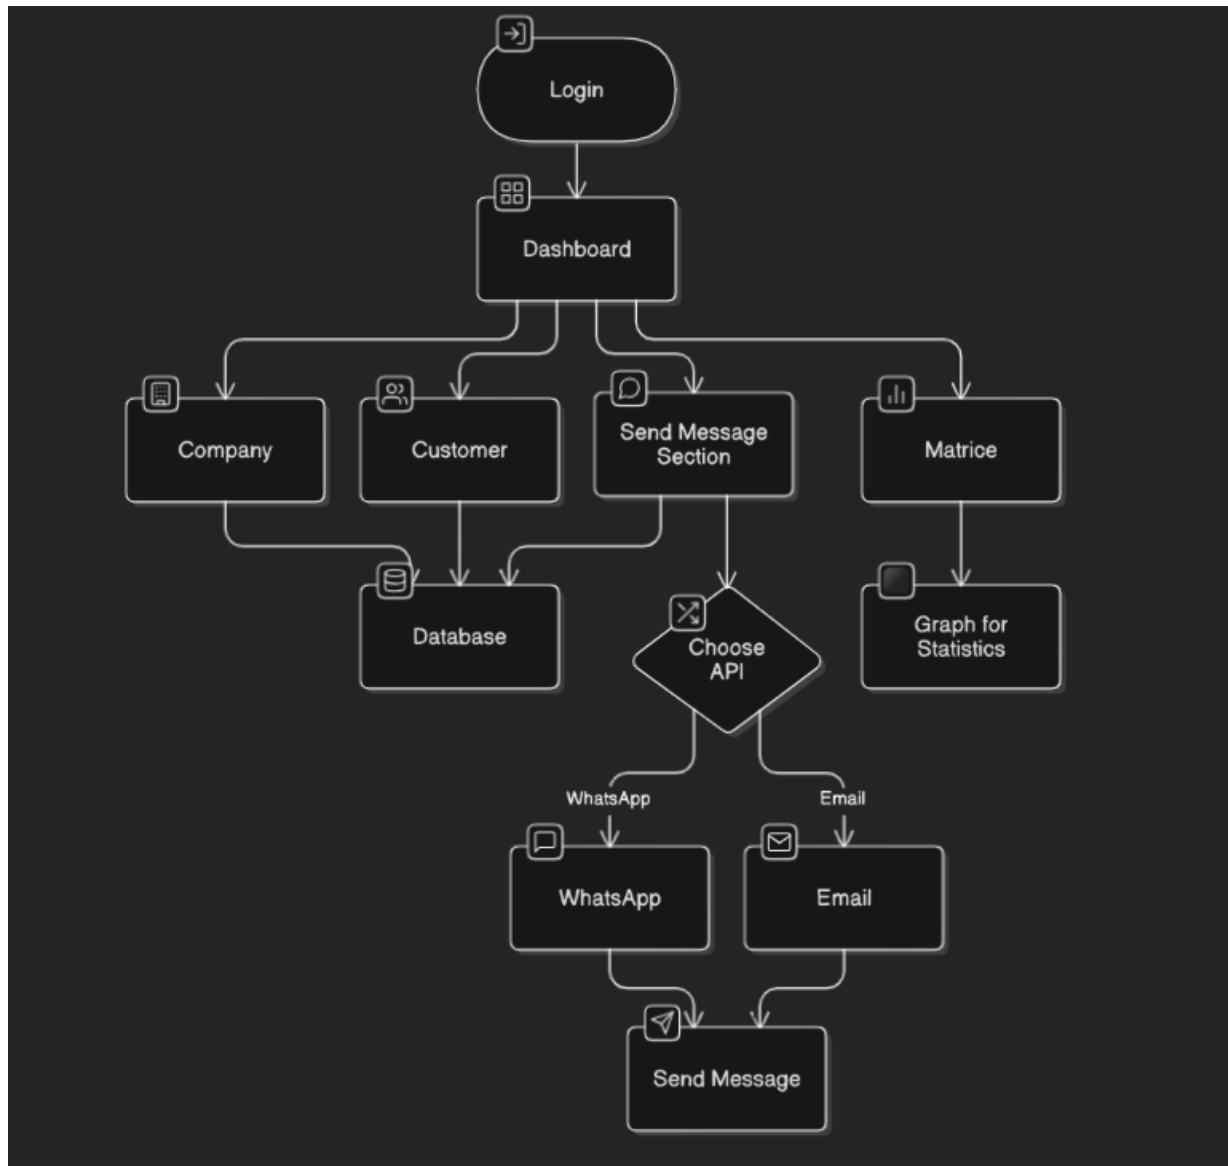 Login
Dashboard
Company
Customer
Send Message
Section
Matrice
Database
Choose
API
Graph for
Statistics
WhatsApp
Email
WhatsApp
Email
Send Message